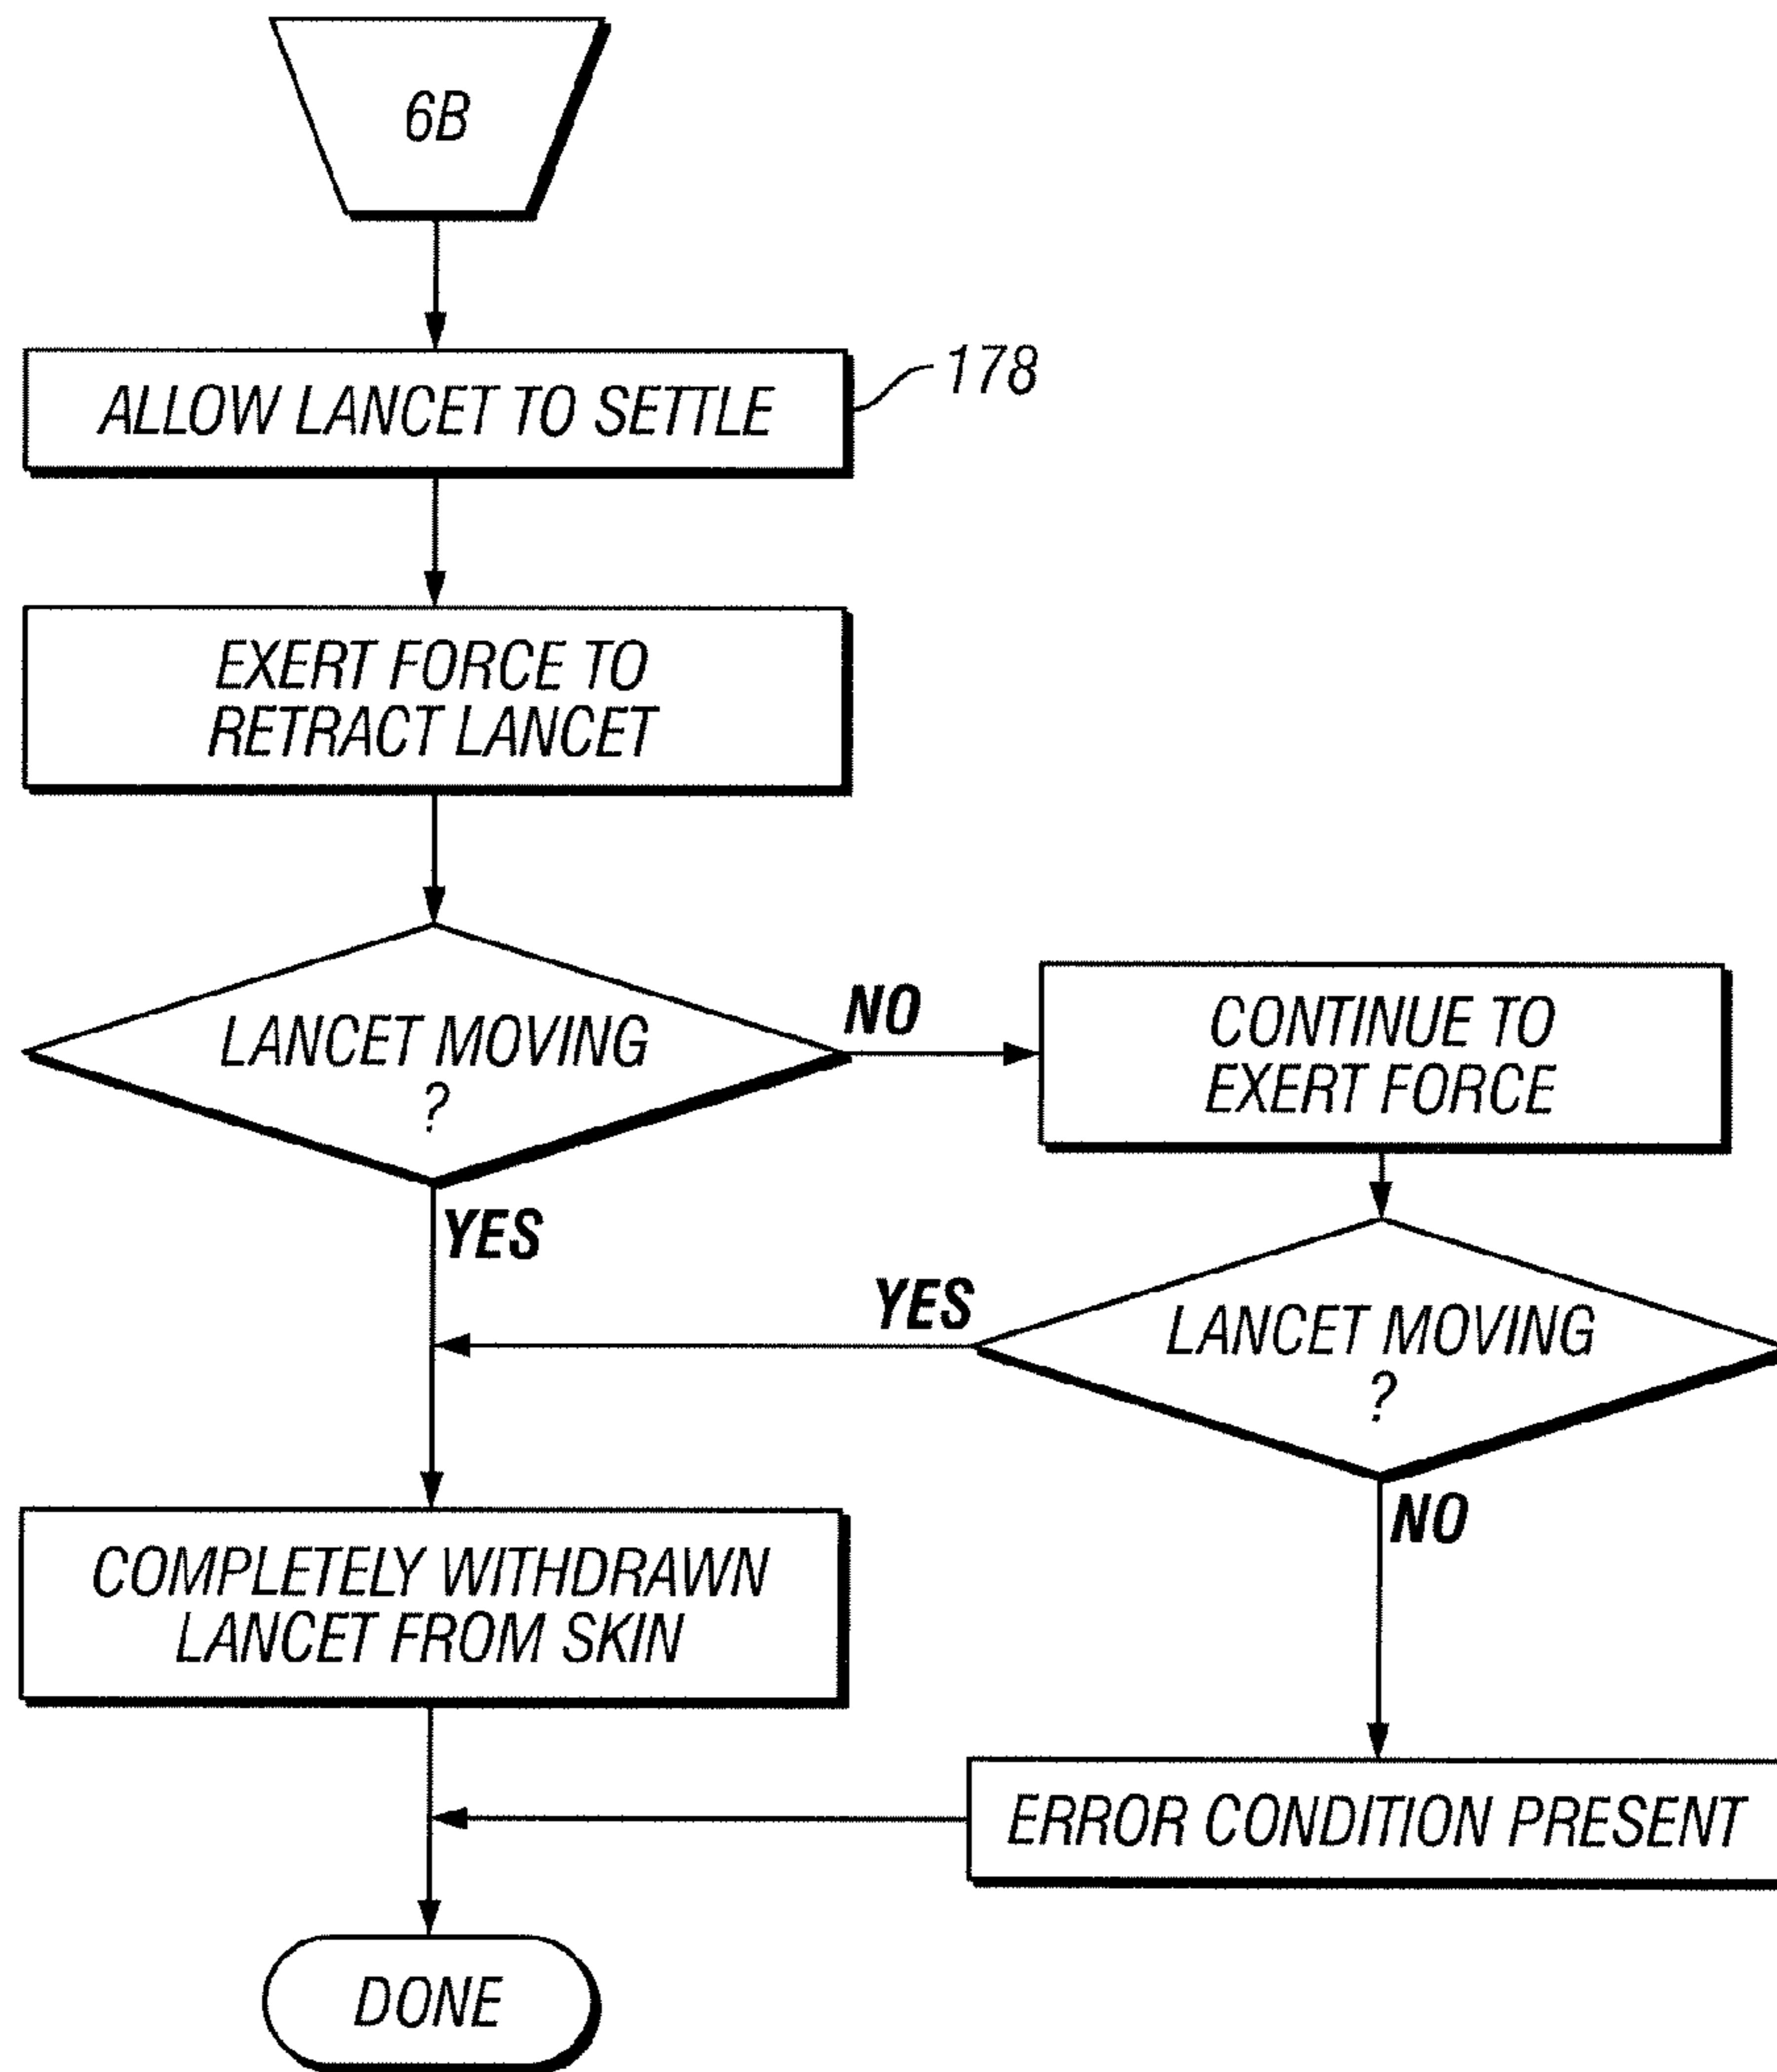 6B
ALLOW LANCET TO SETTLE
178
EXERT FORCE TO
RETRACT LANCET
LANCET MOVING
?
NO
CONTINUE TO
EXERT FORCE
YES
YES
LANCET MOVING
?
NO
COMPLETELY WITHDRAWN
LANCET FROM SKIN
ERROR CONDITION PRESENT
DONE